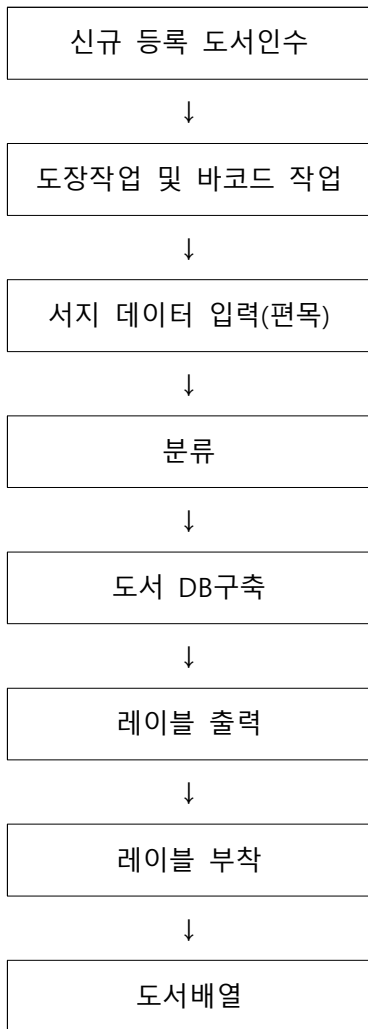 신규 등록 도서인수
↓
도장작업 및 바코드 작업
↓
서지 데이터 입력(편목)
↓
분류
↓
도서 DB구축
↓
레이블 출력
↓
레이블 부착
↓
도서배열